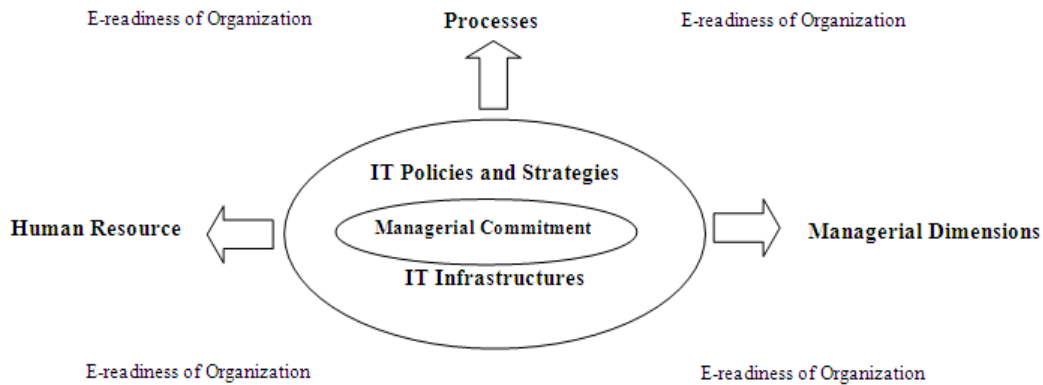 E-readiness of Organization
Processes
E-readiness of Organization
IT Policies and Strategies
Human Resource
Managerial Commitment
Managerial Dimensions
IT Infrastructures
E-readiness of Organization
E-readiness of Organization